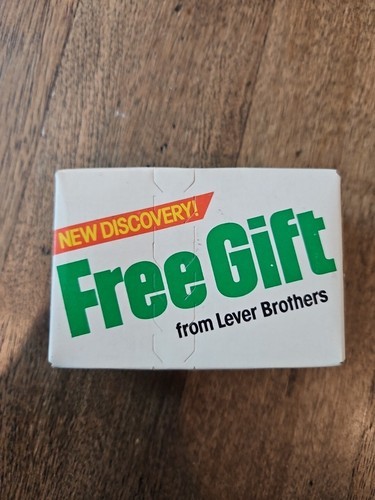 NEW DISCOVERY!
Free Gift
from Lever Brothers